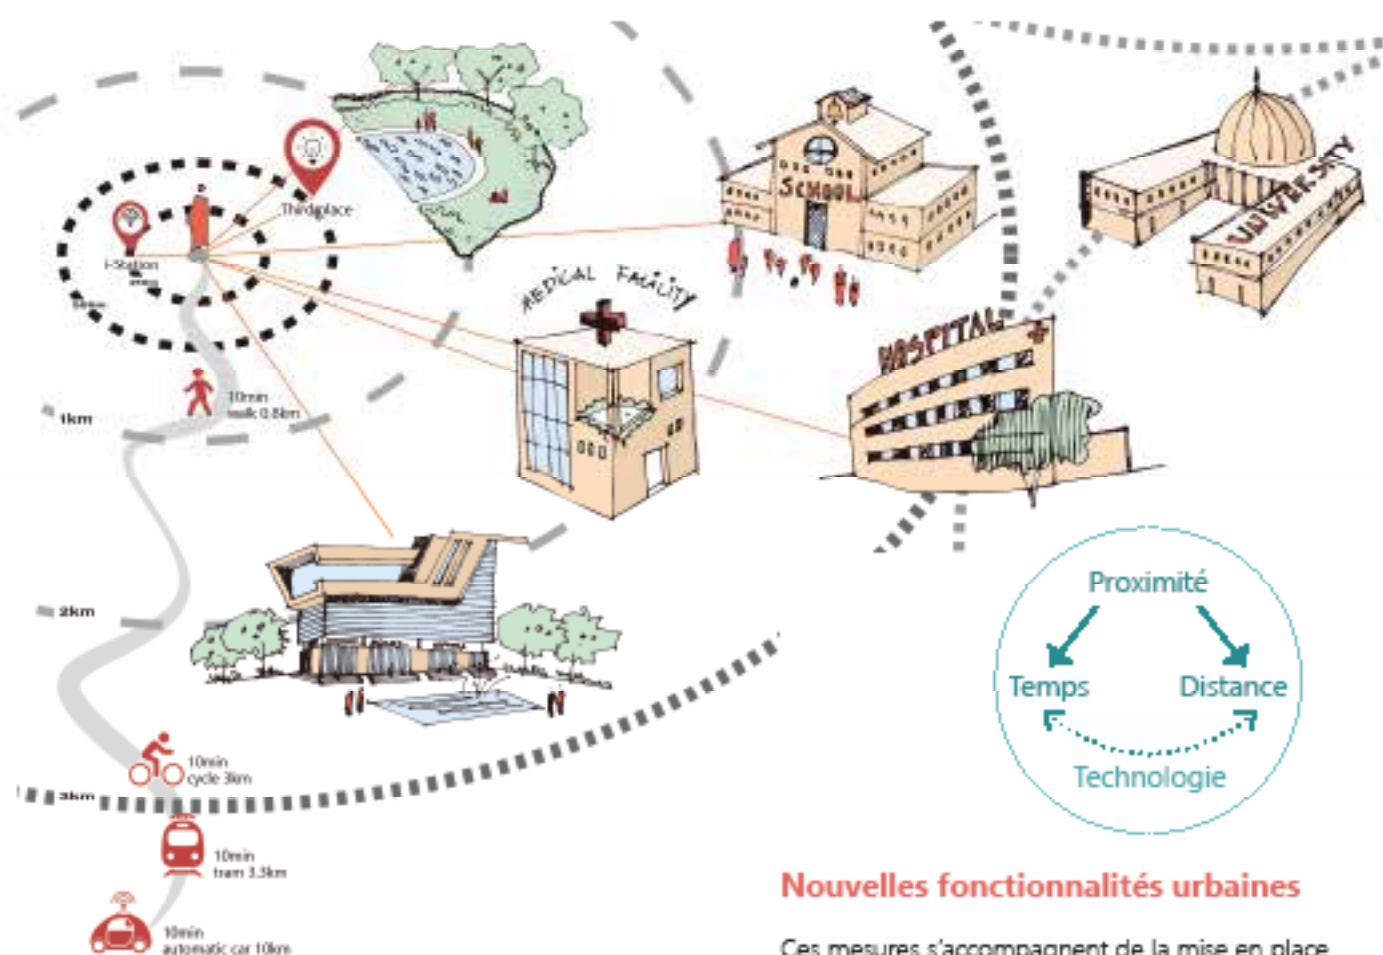 Third place
i-Station
MEDICAL FACILITY
SCHOOL
UNIVERSITY
HOSPITAL
10min
walk 0.8km
1km
2km
10min
cycle 3km
3km
10min
tram 3.3km
10min
automatic car 10km
Proximité
Temps
Distance
Technologie
Nouvelles fonctionnalités urbaines
Ces mesures s'accompagnent de la mise en place